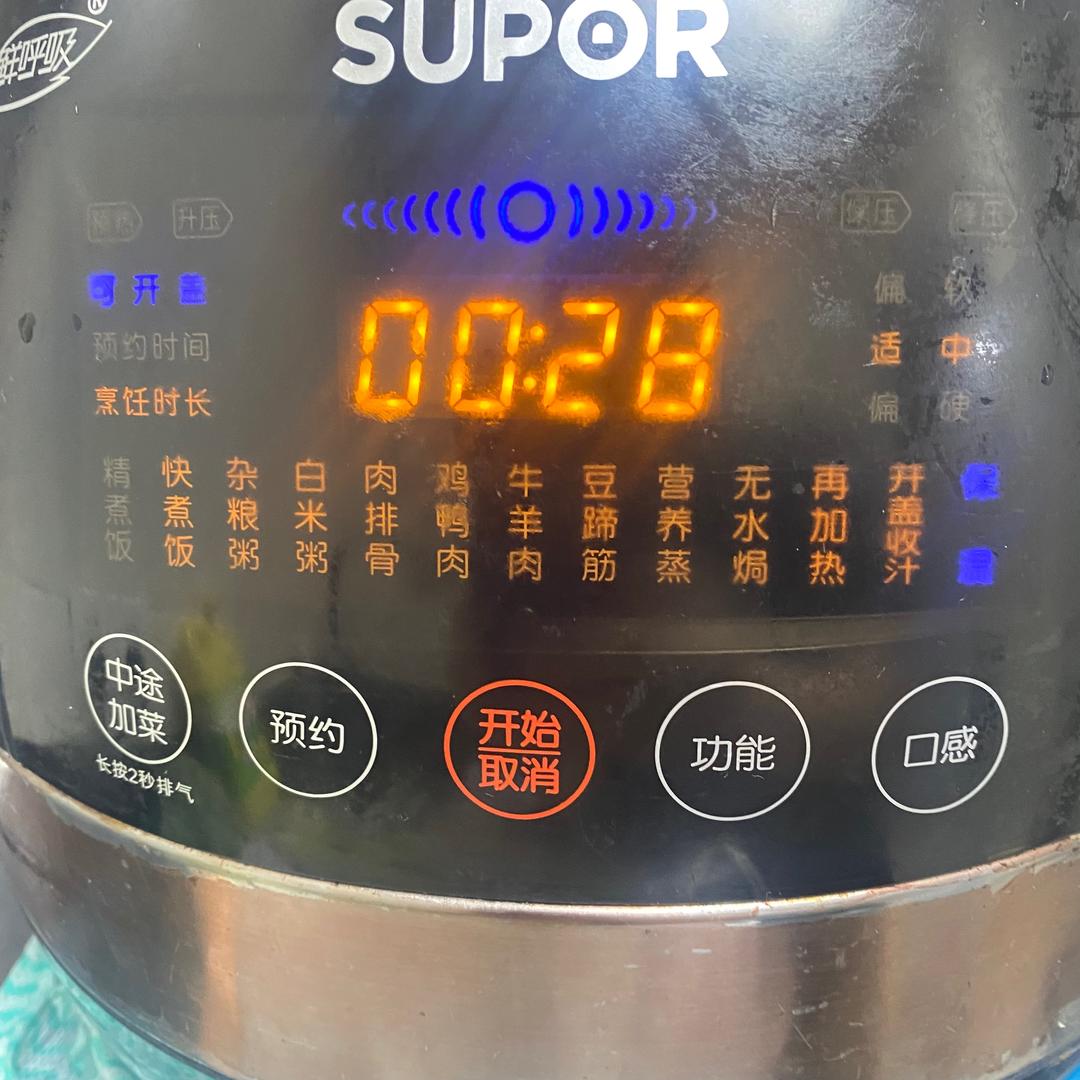 鲜呼吸®
SUPOR
预热 升压 保压 降压
可开盖 偏软
预约时间 00:28 适中
烹饪时长 偏硬
精煮饭
快煮饭
杂粮粥
白米粥
肉排骨
鸡鸭肉
牛羊肉
豆蹄筋
营养蒸
无水焗
再加热
开盖收汁
保温
中途
加菜
长按2秒排气
预约
开始
取消
功能
口感